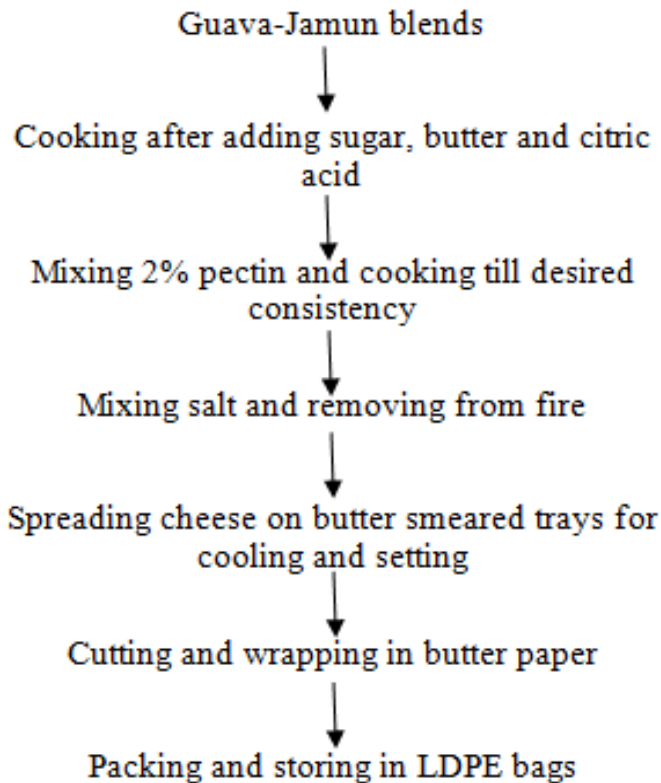 Guava-Jamun blends
Cooking after adding sugar, butter and citric
acid
Mixing 2% pectin and cooking till desired
consistency
Mixing salt and removing from fire
Spreading cheese on butter smeared trays for
cooling and setting
Cutting and wrapping in butter paper
Packing and storing in LDPE bags